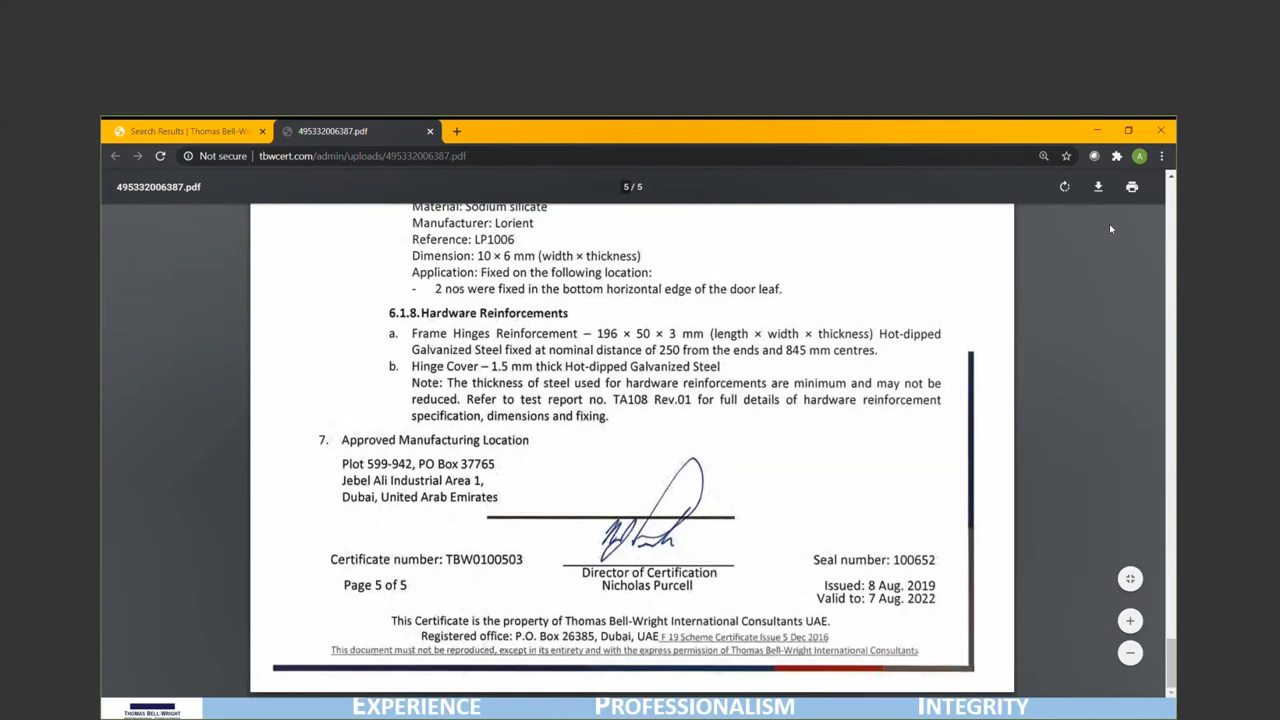 Search Results | Thomas Bell-Wr
495332006387.pdf
Not secure
tbwcert.com/admin/uploads/495332006387.pdf
A
495332006387.pdf
5 / 5
Material: Sodium silicate
Manufacturer: Lorient
Reference: LP1006
Dimension: 10 × 6 mm (width × thickness)
Application: Fixed on the following location:
- 2 nos were fixed in the bottom horizontal edge of the door leaf.
6.1.8. Hardware Reinforcements
a. Frame Hinges Reinforcement – 196 × 50 × 3 mm (length × width × thickness) Hot-dipped
Galvanized Steel fixed at nominal distance of 250 from the ends and 845 mm centres.
b. Hinge Cover – 1.5 mm thick Hot-dipped Galvanized Steel
Note: The thickness of steel used for hardware reinforcements are minimum and may not be
reduced. Refer to test report no. TA108 Rev.01 for full details of hardware reinforcement
specification, dimensions and fixing.
7. Approved Manufacturing Location
Plot 599-942, PO Box 37765
Jebel Ali Industrial Area 1,
Dubai, United Arab Emirates
Certificate number: TBW0100503
Page 5 of 5
Director of Certification
Nicholas Purcell
Seal number: 100652
Issued: 8 Aug. 2019
Valid to: 7 Aug. 2022
This Certificate is the property of Thomas Bell-Wright International Consultants UAE.
Registered office: P.O. Box 26385, Dubai, UAE F 19 Scheme Certificate Issue 5 Dec 2016
This document must not be reproduced, except in its entirety and with the express permission of Thomas Bell-Wright International Consultants
THOMAS BELL-WRIGHT
EXPERIENCE
PROFESSIONALISM
INTEGRITY